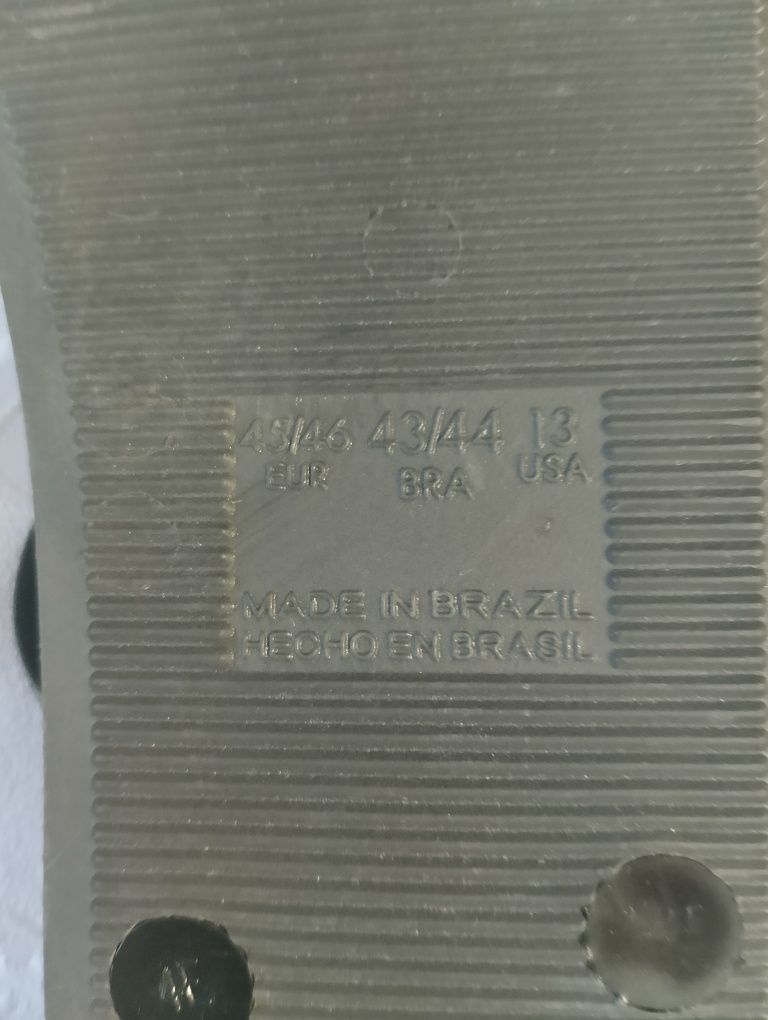 45/46 43/44 13
EUR BRA USA
MADE IN BRAZIL
HECHO EN BRASIL